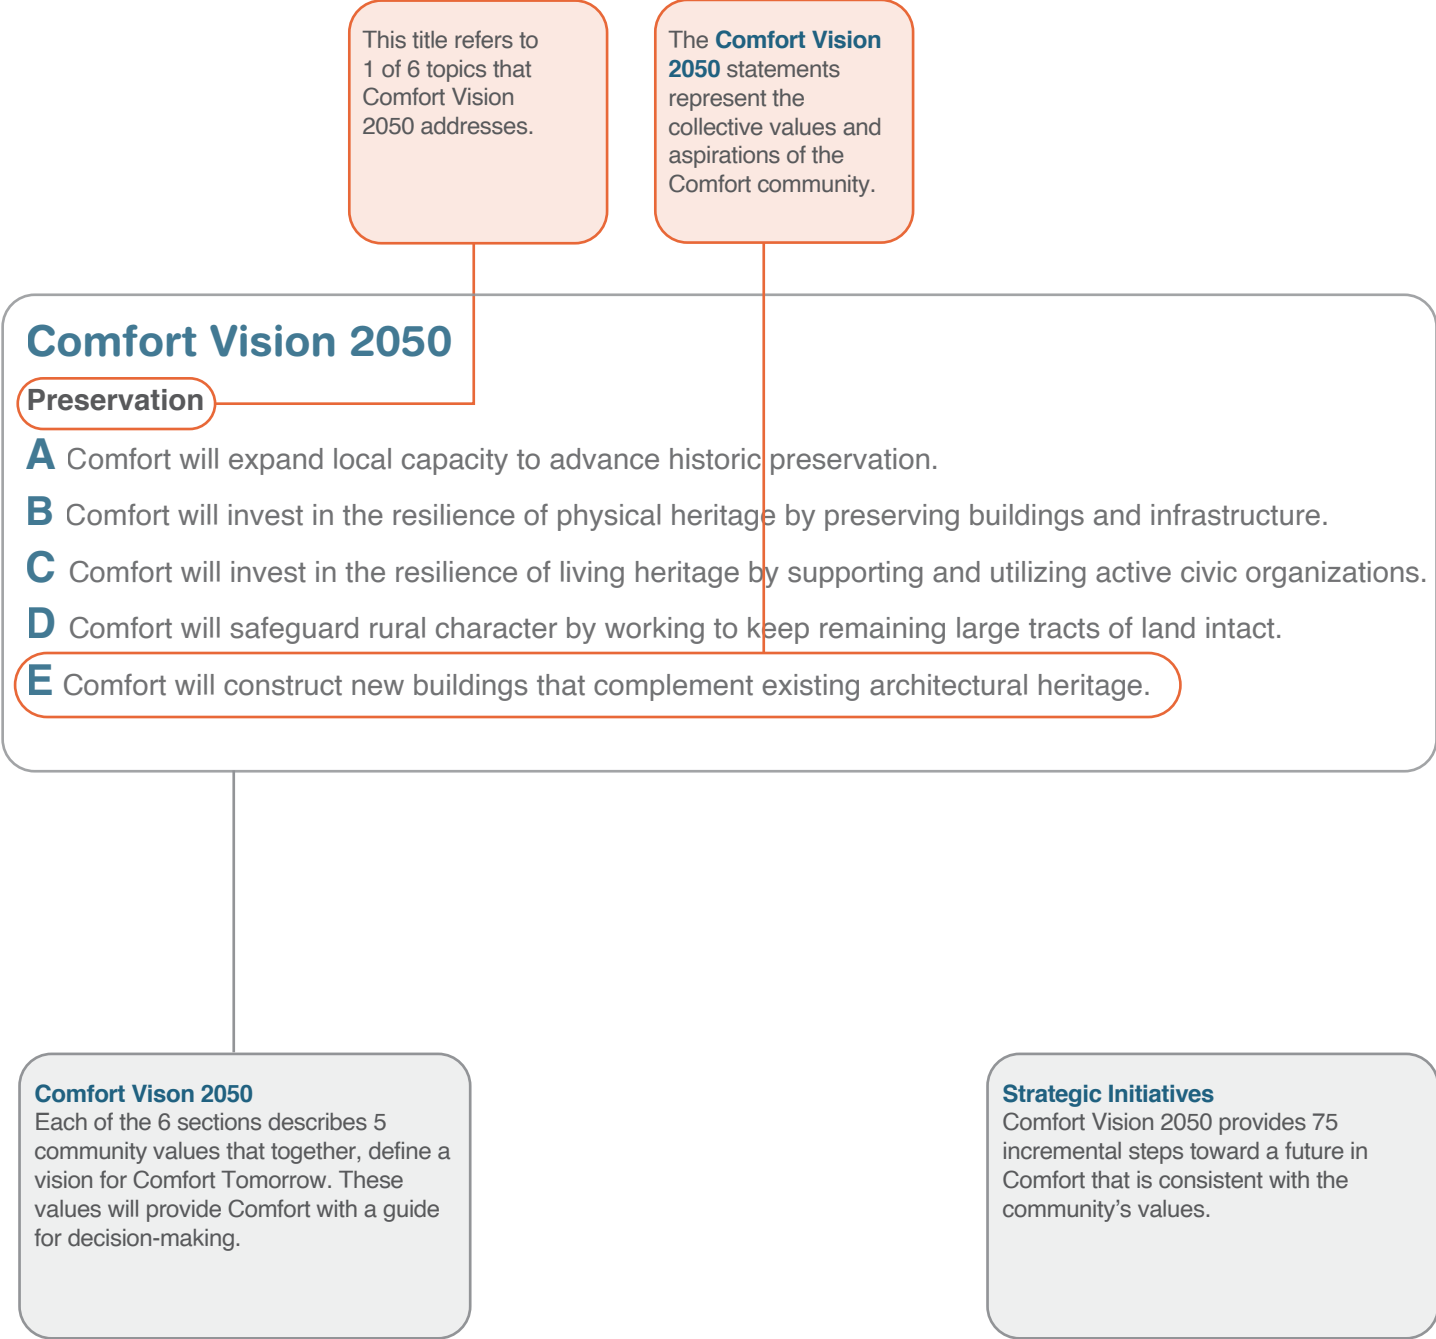 This title refers to
1 of 6 topics that
Comfort Vision
2050 addresses.
The Comfort Vision
2050 statements
represent the
collective values and
aspirations of the
Comfort community.
Comfort Vision 2050
Preservation
A Comfort will expand local capacity to advance historic preservation.
B Comfort will invest in the resilience of physical heritage by preserving buildings and infrastructure.
C Comfort will invest in the resilience of living heritage by supporting and utilizing active civic organizations.
D Comfort will safeguard rural character by working to keep remaining large tracts of land intact.
E Comfort will construct new buildings that complement existing architectural heritage.
Comfort Vison 2050
Each of the 6 sections describes 5
community values that together, define a
vision for Comfort Tomorrow. These
values will provide Comfort with a guide
for decision-making.
Strategic Initiatives
Comfort Vision 2050 provides 75
incremental steps toward a future in
Comfort that is consistent with the
community’s values.